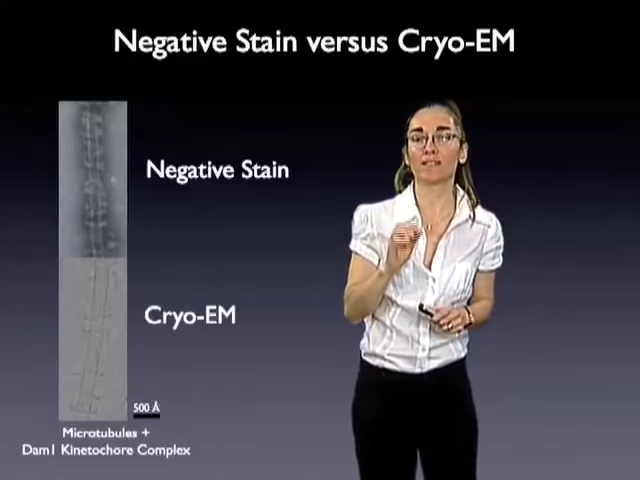 Negative Stain versus Cryo-EM
Negative Stain
Cryo-EM
500 Å
Microtubules +
Dam1 Kinetochore Complex